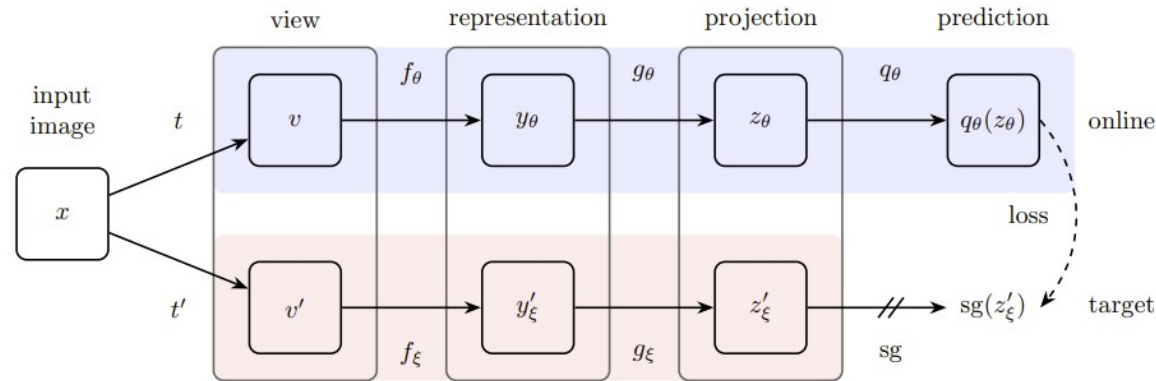 view representation projection prediction
input
image
t
f_θ g_θ q_θ
v y_θ z_θ q_θ(z_θ) online
x
loss
t′
v′ y′_ξ z′_ξ sg(z′_ξ) target
f_ξ g_ξ sg